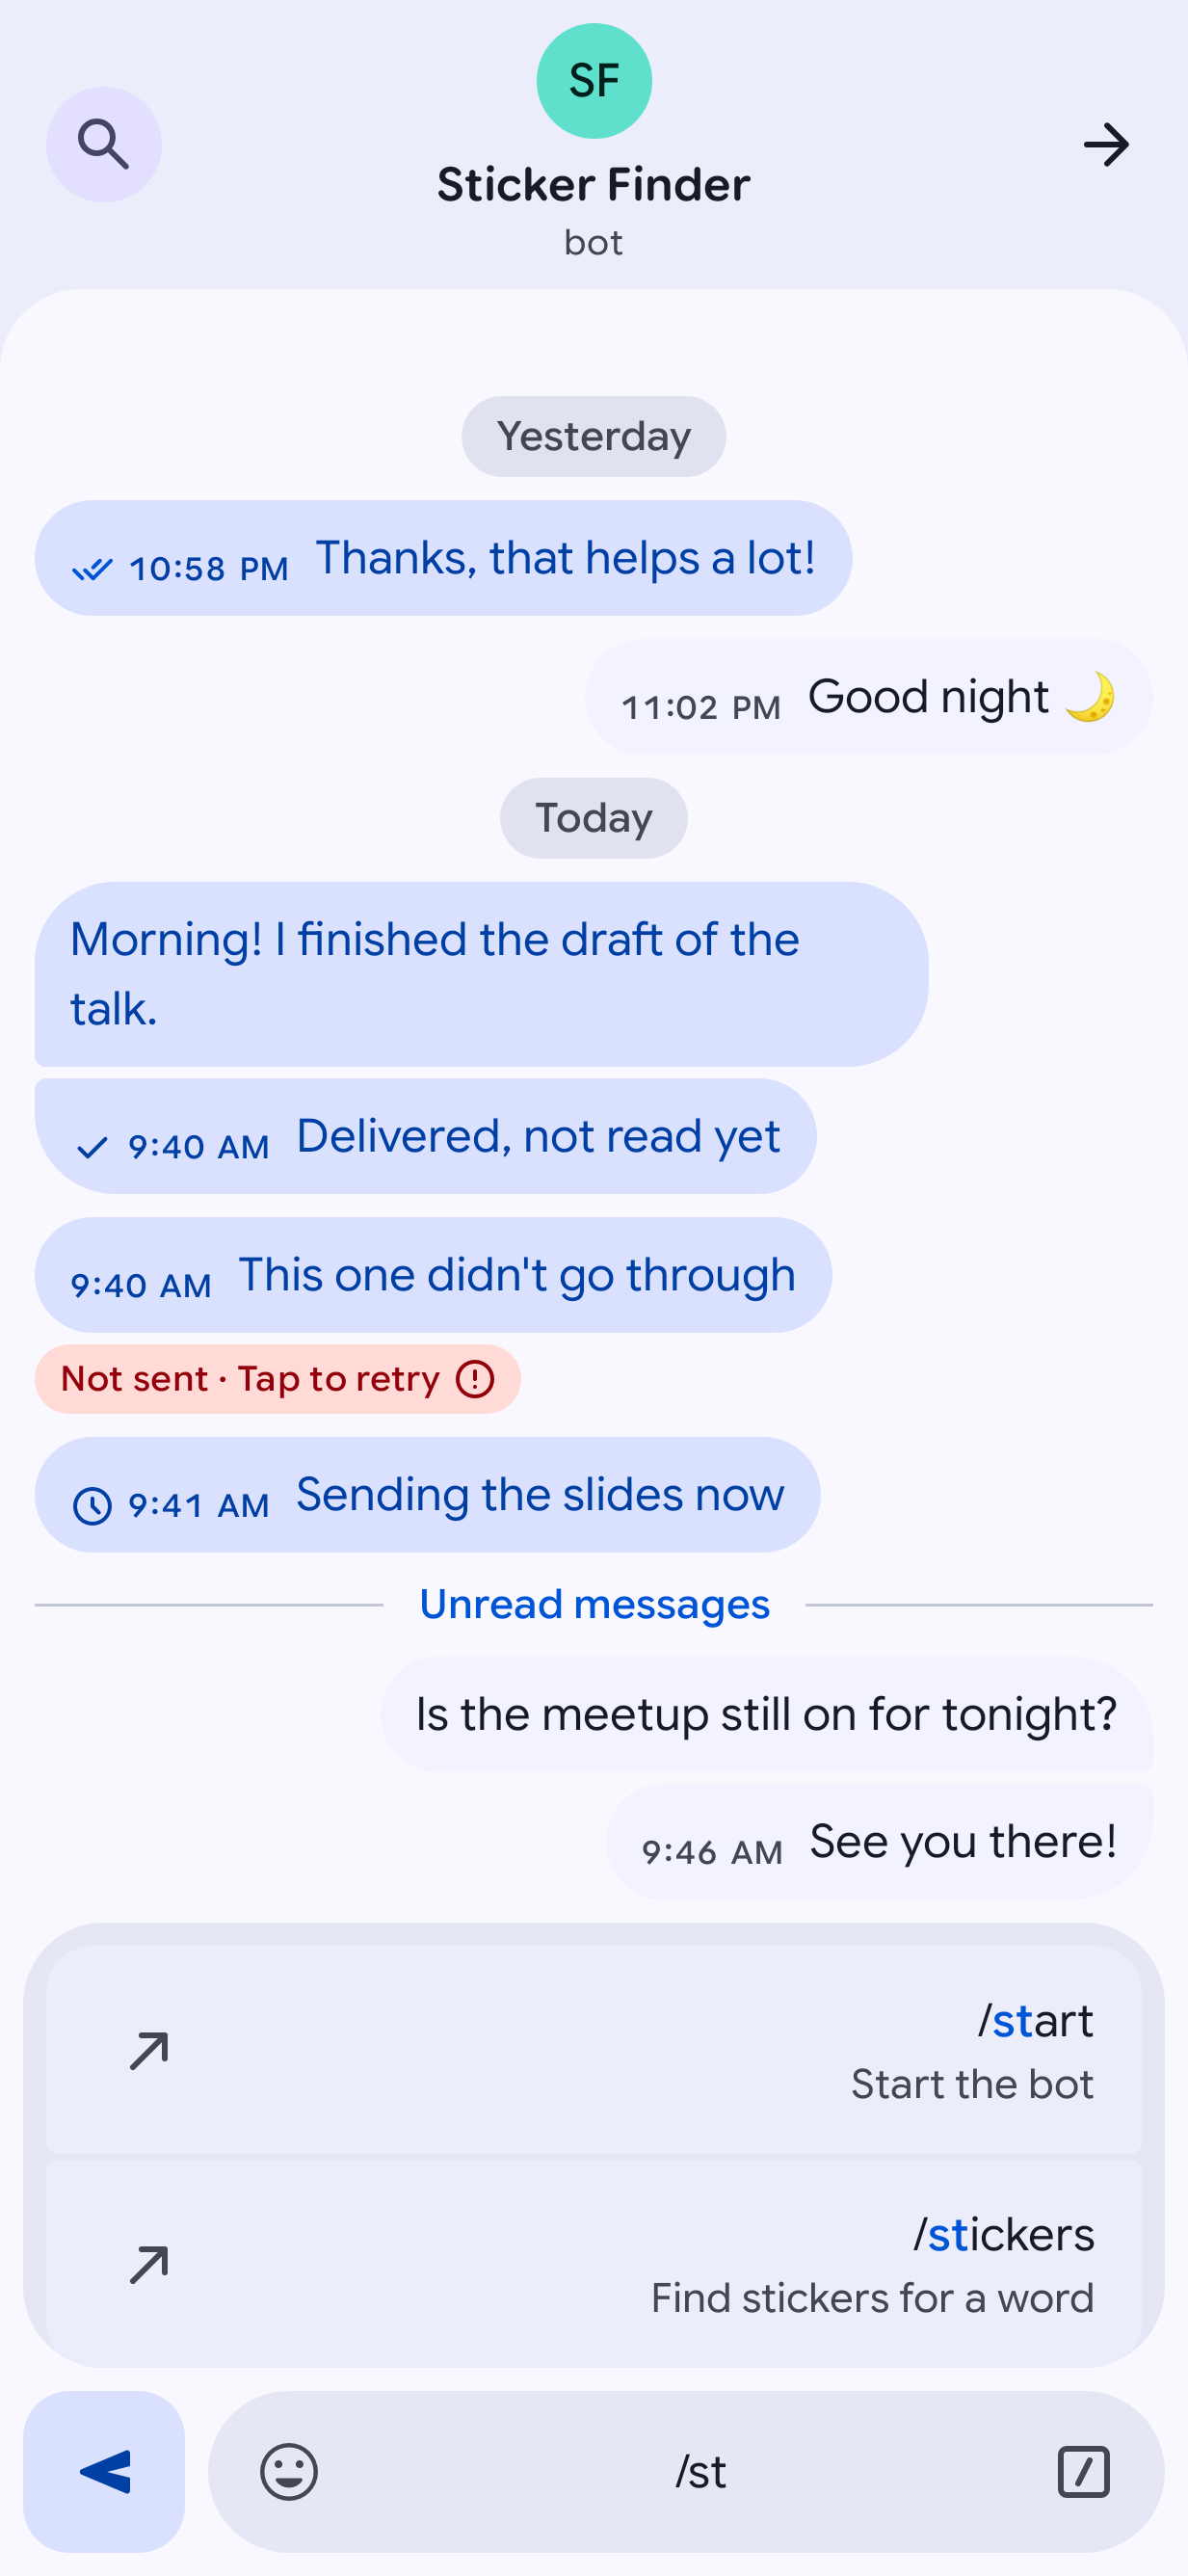 SF
Sticker Finder
bot
Yesterday
10:58 PM Thanks, that helps a lot!
11:02 PM Good night 🌙
Today
Morning! I finished the draft of the
talk.
9:40 AM Delivered, not read yet
9:40 AM This one didn't go through
Not sent · Tap to retry
9:41 AM Sending the slides now
Unread messages
Is the meetup still on for tonight?
9:46 AM See you there!
/start
Start the bot
/stickers
Find stickers for a word
/st